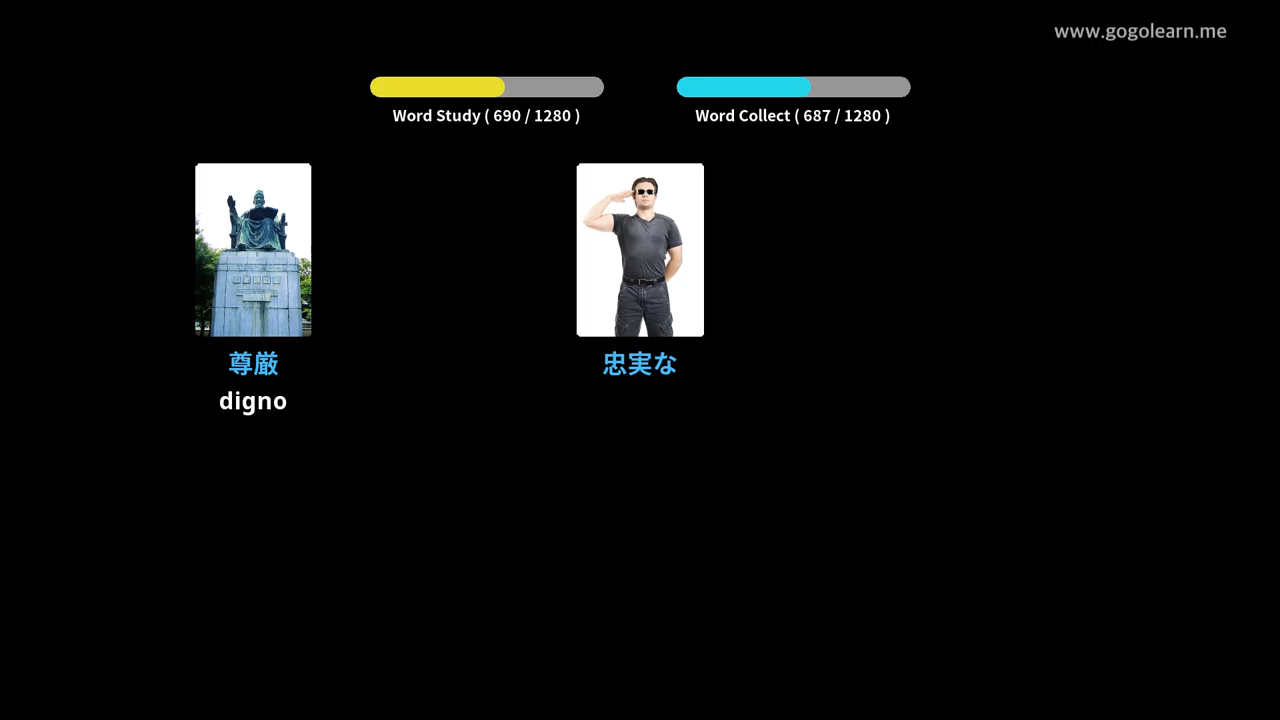 www.gogolearn.me
Word Study ( 690 / 1280 )
Word Collect ( 687 / 1280 )
尊厳
digno
忠実な